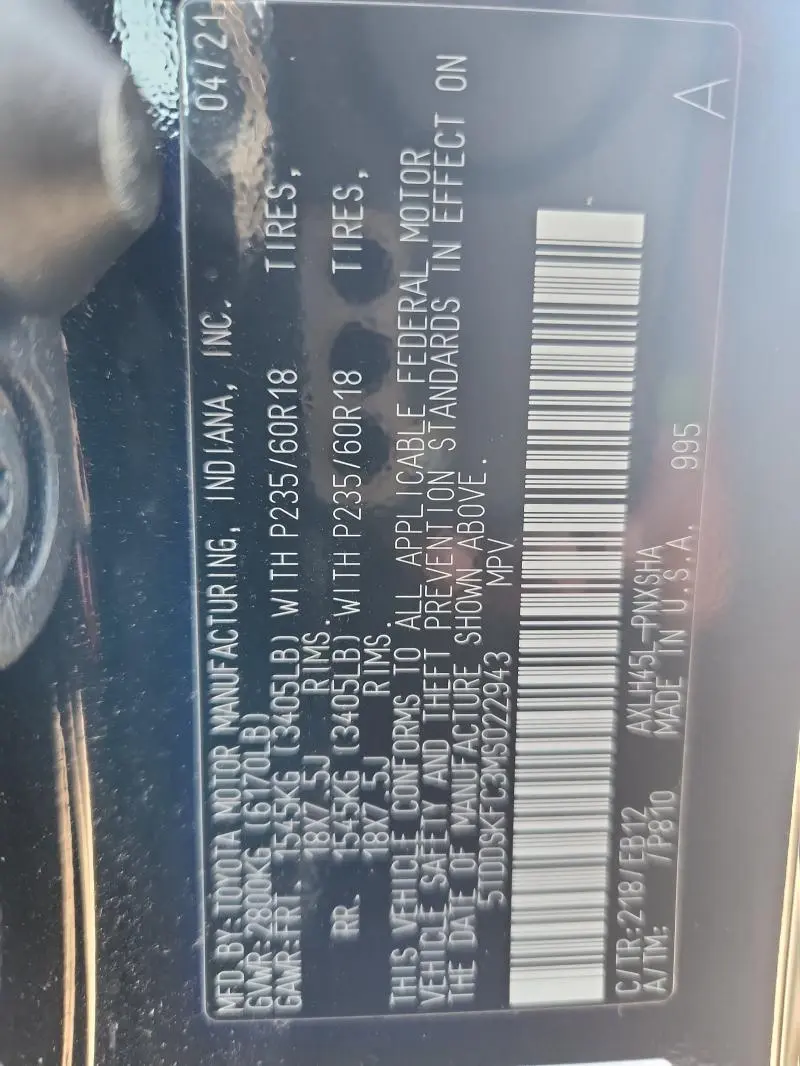 MFD.BY:TOYOTA MOTOR MANUFACTURING, INDIANA, INC. 04/21
GVWR:2800KG (6170LB)
GAWR:FRT. 1545KG (3405LB) WITH P235/60R18 TIRES,
18X7.5J RIMS.
RR. 1545KG (3405LB) WITH P235/60R18 TIRES,
18X7.5J RIMS.
THIS VEHICLE CONFORMS TO ALL APPLICABLE FEDERAL MOTOR
VEHICLE SAFETY AND THEFT PREVENTION STANDARDS IN EFFECT ON
THE DATE OF MANUFACTURE SHOWN ABOVE.
5TDDSKFC3MS022943 MPV
A
C/TR:218/EB12 AXLH45L-PNXSHA
A/TM: /P810 MADE IN U.S.A. 995